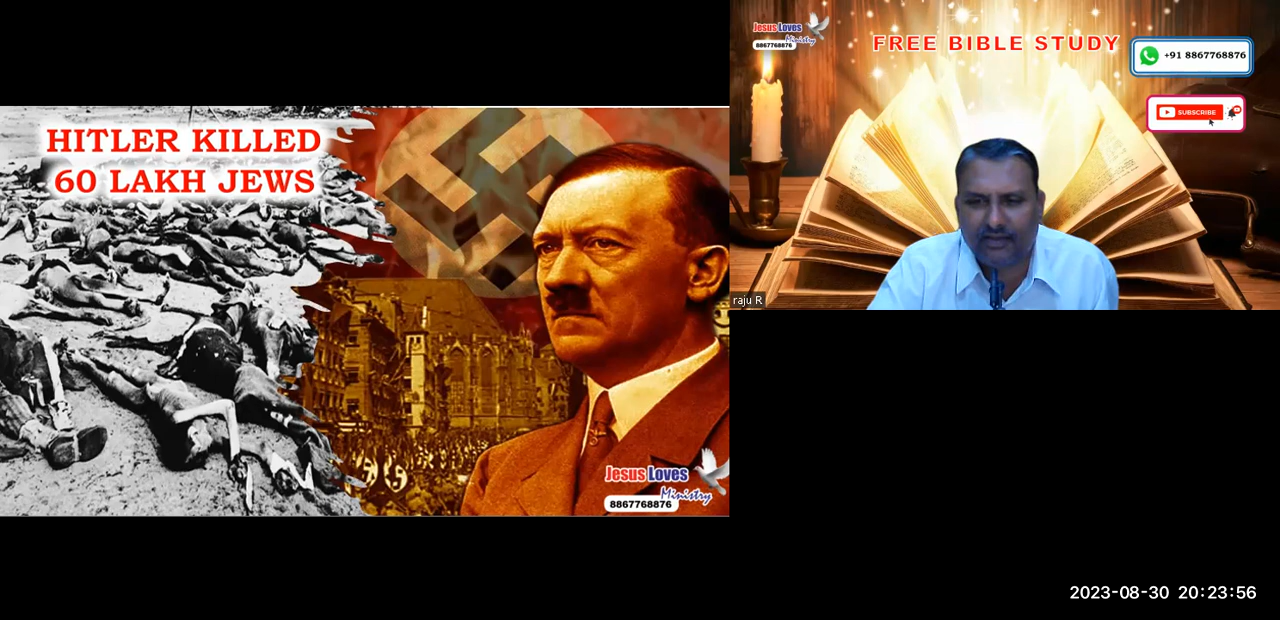 HITLER KILLED
60 LAKH JEWS
Jesus Loves
Ministry
8867768876
Jesus Loves
Ministry
8867768876
FREE BIBLE STUDY
+91 8867768876
SUBSCRIBE
raju R
2023-08-30 20:23:56